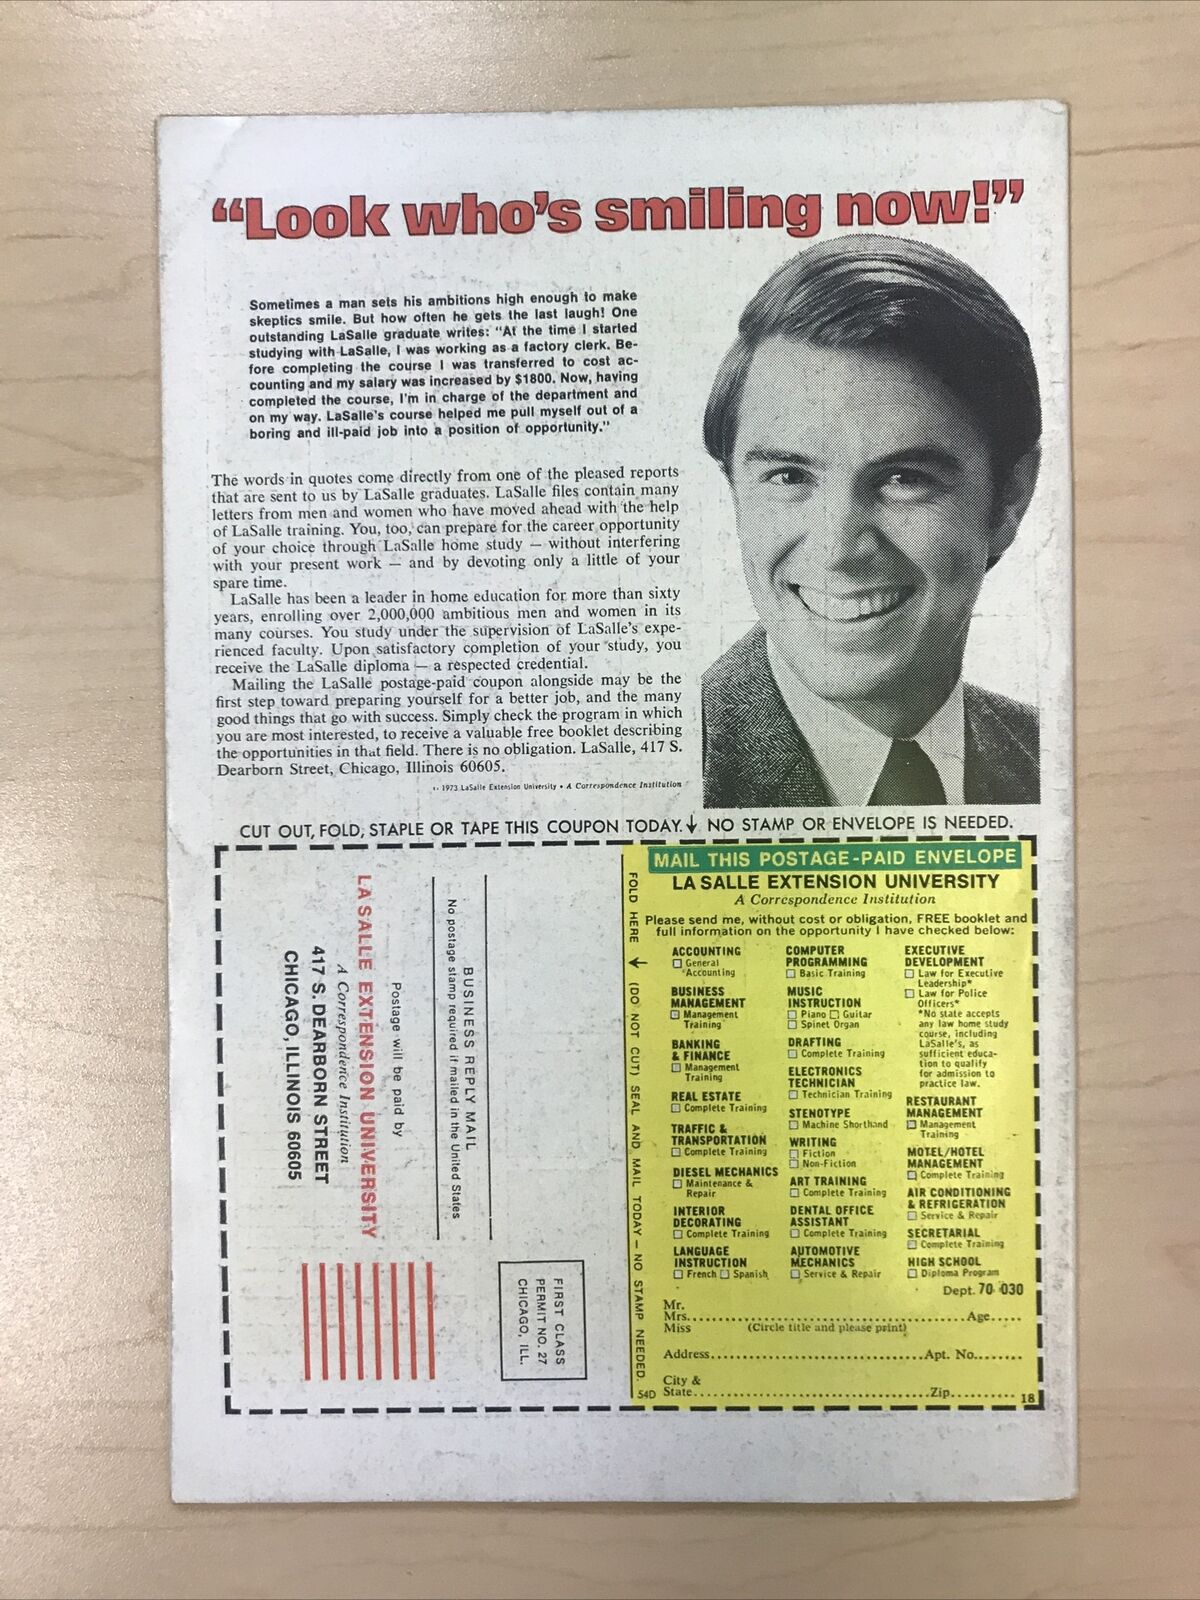 “Look who’s smiling now!”
Sometimes a man sets his ambitions high enough to make
skeptics smile. But how often he gets the last laugh! One
outstanding LaSalle graduate writes: “At the time I started
studying with LaSalle, I was working as a factory clerk. Be-
fore completing the course I was transferred to cost ac-
counting and my salary was increased by $1800. Now, having
completed the course, I’m in charge of the department and
on my way. LaSalle’s course helped me pull myself out of a
boring and ill-paid job into a position of opportunity.”
The words in quotes come directly from one of the pleased reports
that are sent to us by LaSalle graduates. LaSalle files contain many
letters from men and women who have moved ahead with the help
of LaSalle training. You, too, can prepare for the career opportunity
of your choice through LaSalle home study — without interfering
with your present work — and by devoting only a little of your
spare time.
LaSalle has been a leader in home education for more than sixty
years, enrolling over 2,000,000 ambitious men and women in its
many courses. You study under the supervision of LaSalle’s expe-
rienced faculty. Upon satisfactory completion of your study, you
receive the LaSalle diploma — a respected credential.
Mailing the LaSalle postage-paid coupon alongside may be the
first step toward preparing yourself for a better job, and the many
good things that go with success. Simply check the program in which
you are most interested, to receive a valuable free booklet describing
the opportunities in that field. There is no obligation. LaSalle, 417 S.
Dearborn Street, Chicago, Illinois 60605.
1973 LaSalle Extension University • A Correspondence Institution
CUT OUT, FOLD, STAPLE OR TAPE THIS COUPON TODAY. ↓ NO STAMP OR ENVELOPE IS NEEDED.
FIRST CLASS
PERMIT NO. 27
CHICAGO, ILL.
BUSINESS REPLY MAIL
No postage stamp required if mailed in the United States
Postage will be paid by
LA SALLE EXTENSION UNIVERSITY
A Correspondence Institution
417 S. DEARBORN STREET
CHICAGO, ILLINOIS 60605
FOLD HERE ↓ (DO NOT CUT) SEAL AND MAIL TODAY — NO STAMP NEEDED.
54D
MAIL THIS POSTAGE-PAID ENVELOPE
LA SALLE EXTENSION UNIVERSITY
A Correspondence Institution
Please send me, without cost or obligation, FREE booklet and
full information on the opportunity I have checked below:
ACCOUNTING
☐ General
Accounting
BUSINESS
MANAGEMENT
☐ Management
Training
BANKING
& FINANCE
☐ Management
Training
REAL ESTATE
☐ Complete Training
TRAFFIC &
TRANSPORTATION
☐ Complete Training
DIESEL MECHANICS
☐ Maintenance &
Repair
INTERIOR
DECORATING
☐ Complete Training
LANGUAGE
INSTRUCTION
☐ French ☐ Spanish
COMPUTER
PROGRAMMING
☐ Basic Training
MUSIC
INSTRUCTION
☐ Piano ☐ Guitar
☐ Spinet Organ
DRAFTING
☐ Complete Training
ELECTRONICS
TECHNICIAN
☐ Technician Training
STENOTYPE
☐ Machine Shorthand
WRITING
☐ Fiction
☐ Non-Fiction
ART TRAINING
☐ Complete Training
DENTAL OFFICE
ASSISTANT
☐ Complete Training
AUTOMOTIVE
MECHANICS
☐ Service & Repair
EXECUTIVE
DEVELOPMENT
☐ Law for Executive
Leadership*
☐ Law for Police
Officers*
*No state accepts
any law home study
course, including
LaSalle’s, as
sufficient educa-
tion to qualify
for admission to
practice law.
RESTAURANT
MANAGEMENT
☐ Management
Training
MOTEL/HOTEL
MANAGEMENT
☐ Complete Training
AIR CONDITIONING
& REFRIGERATION
☐ Service & Repair
SECRETARIAL
☐ Complete Training
HIGH SCHOOL
☐ Diploma Program
Dept. 70-030
Mr.
Mrs.......Age.....
Miss (Circle title and please print)
Address.......Apt. No........
City &
State.......Zip..........
18